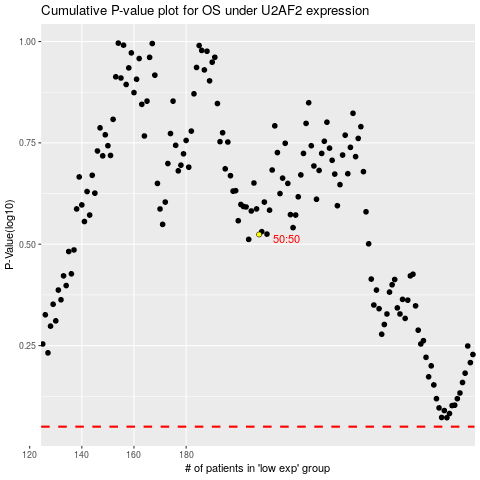 Cumulative P-value plot for OS under U2AF2 expression
P-Value(log10)
1.00
0.75
0.50
0.25
50:50
120 140 160 180
# of patients in 'low exp' group